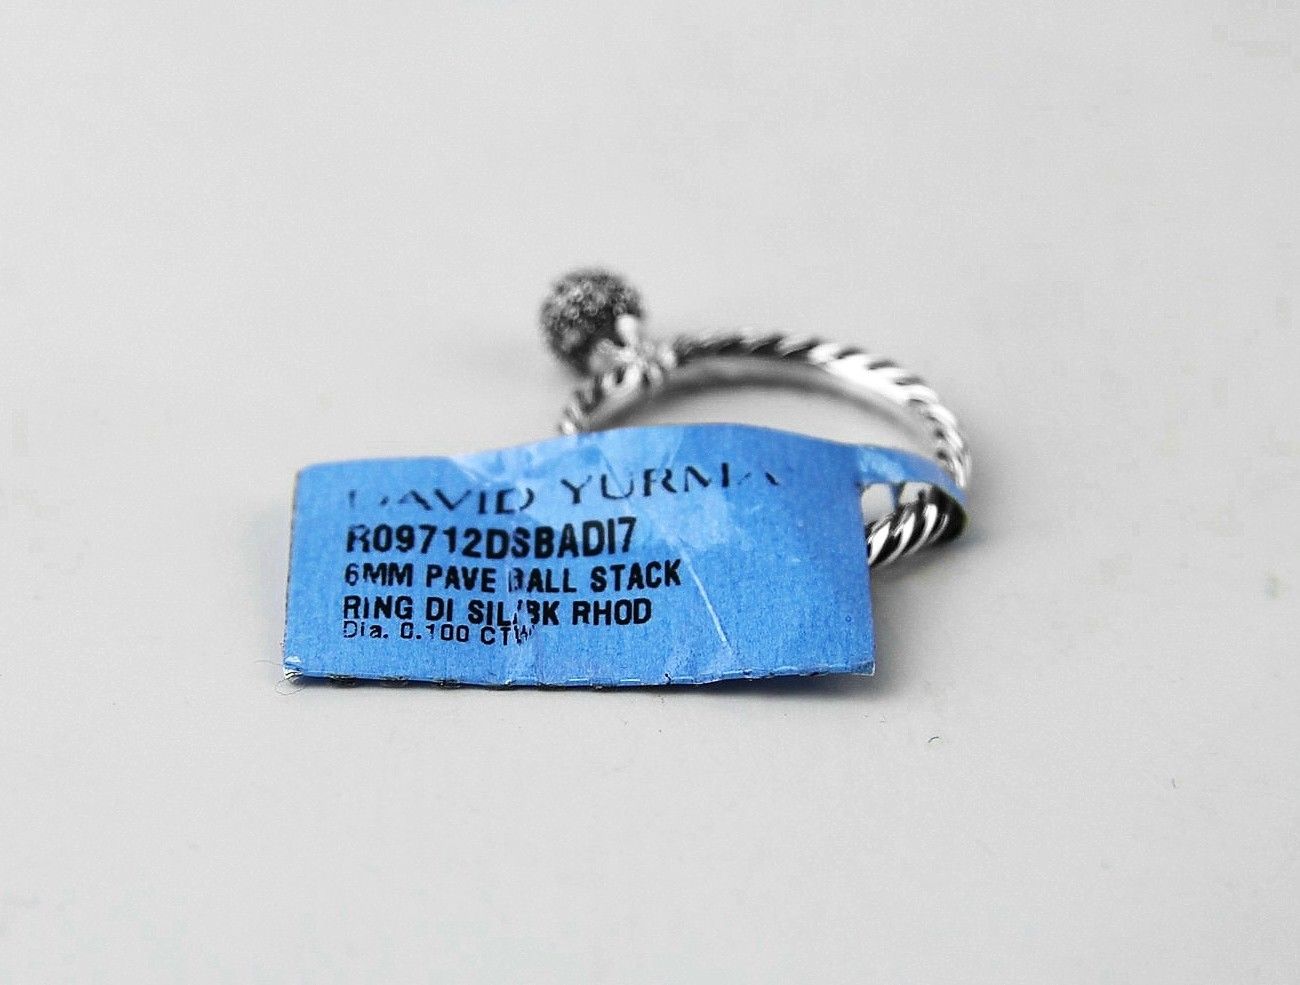 DAVID YURMA
R09712DSBADI7
6MM PAVE BALL STACK
RING DI SIL/BK RHOD
Dia. 0.100 CTW